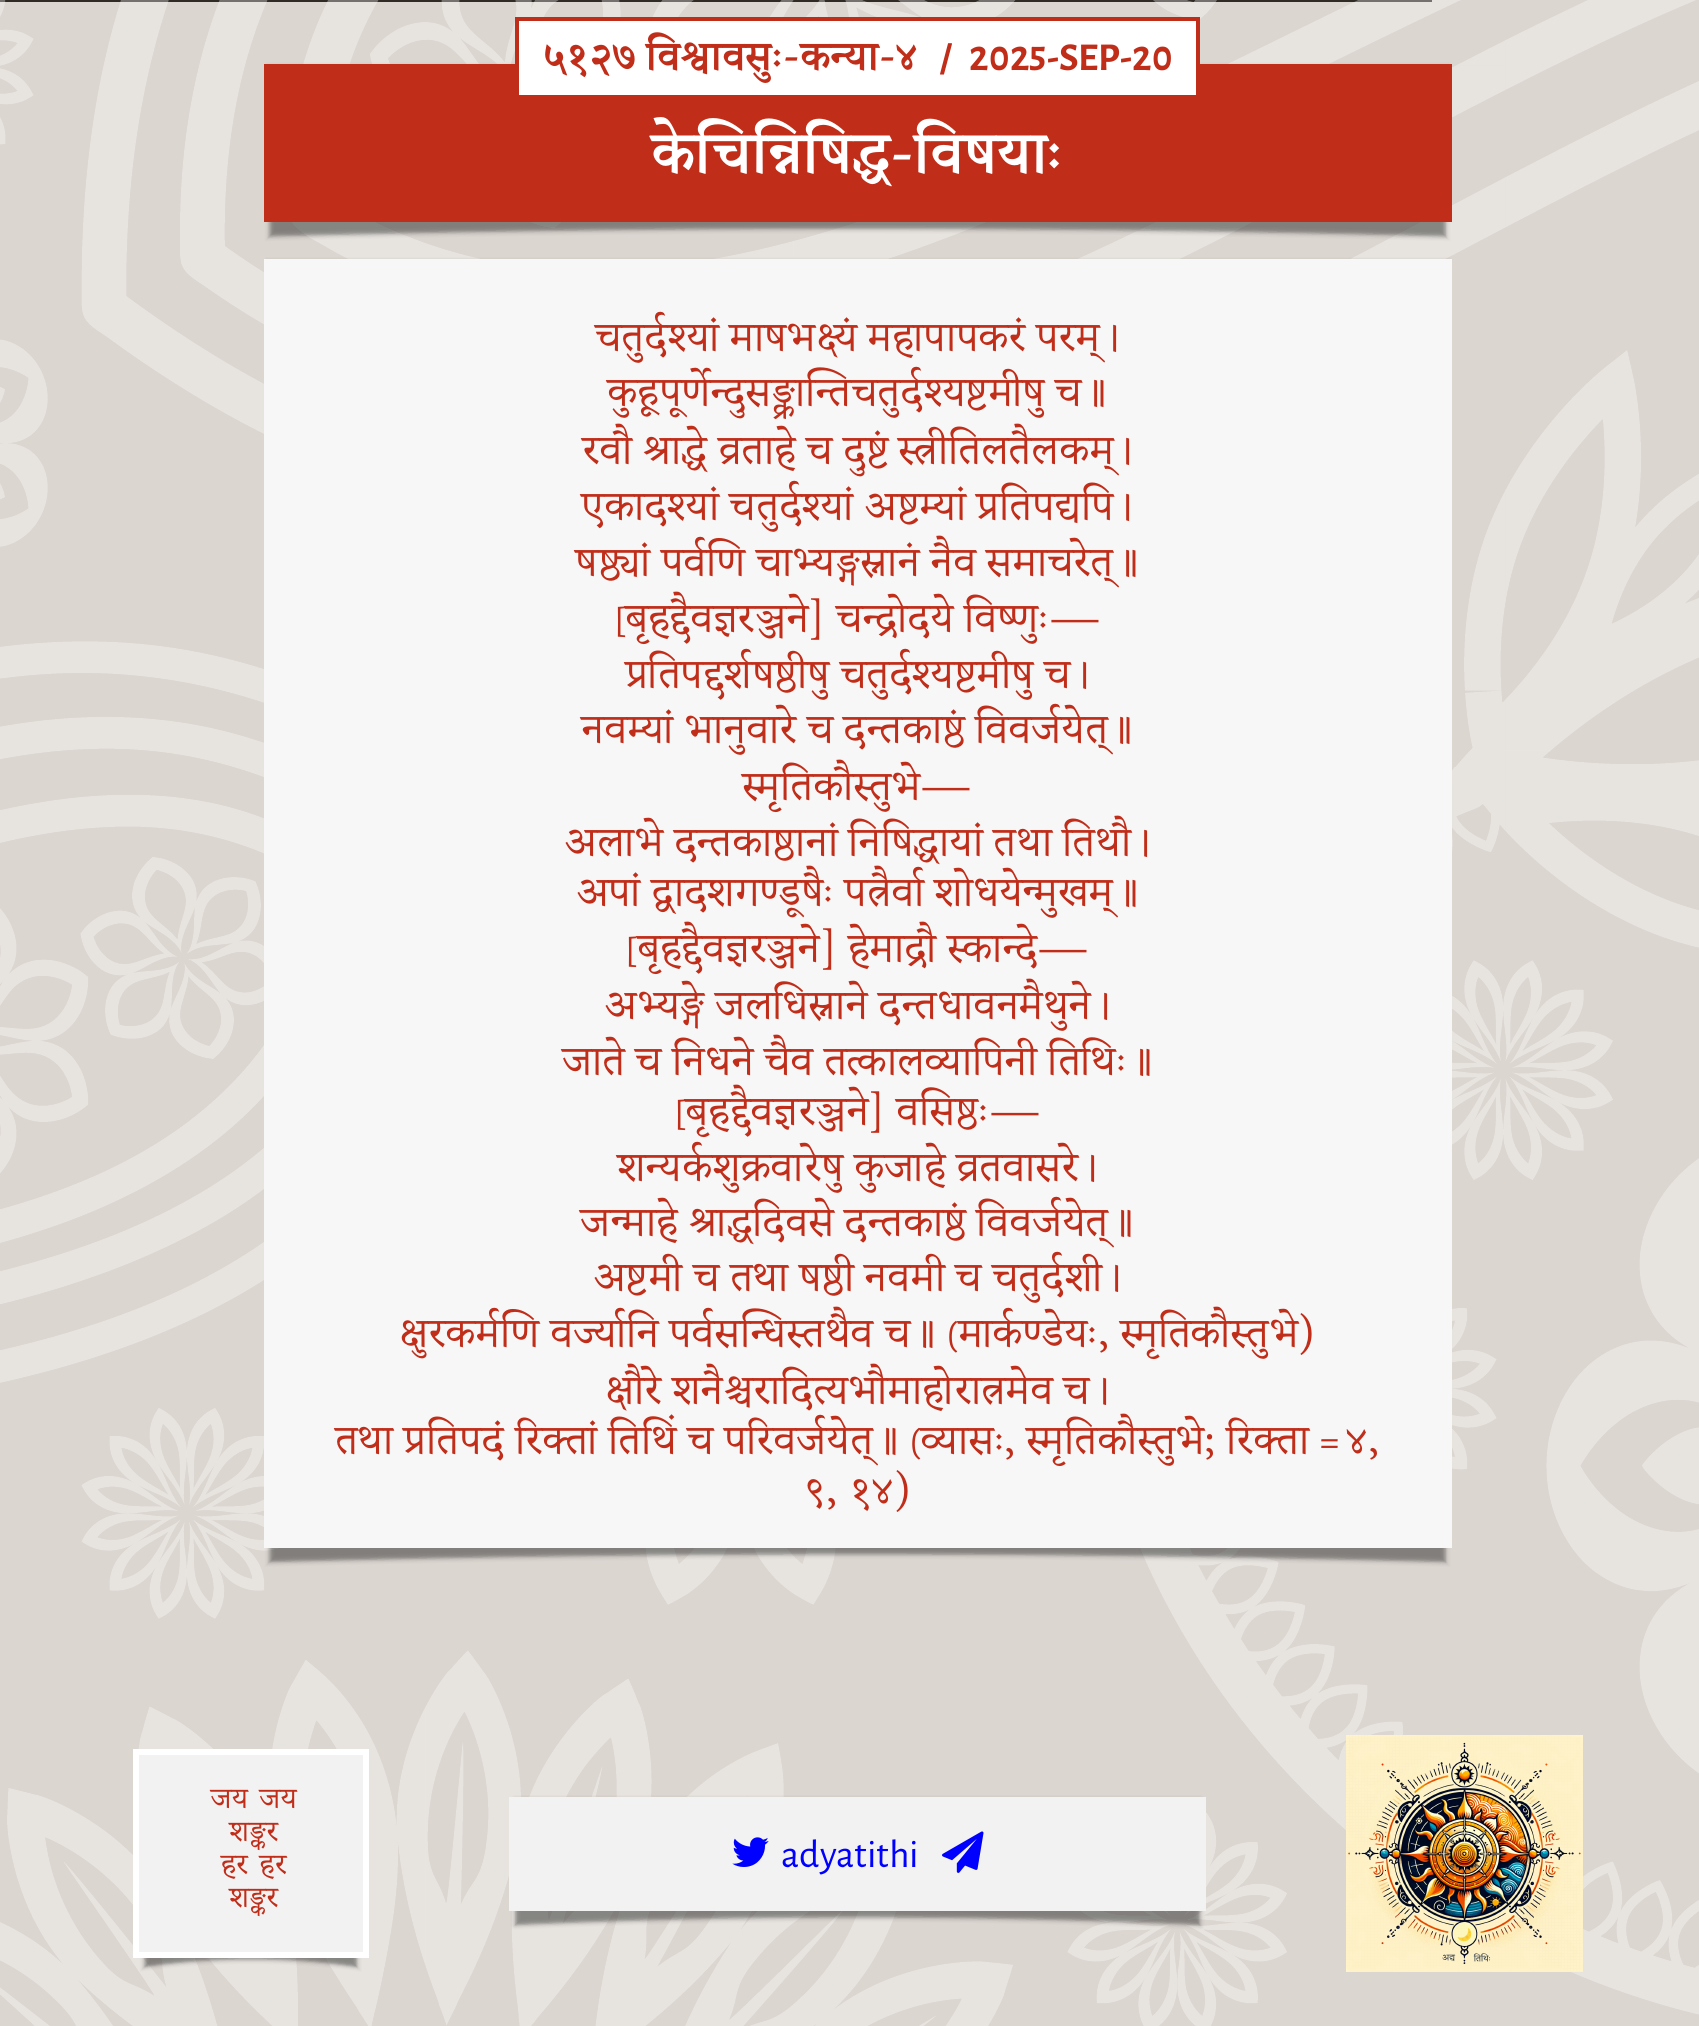 ५१२७ विश्वावसुः-कन्या-४ / 2025-SEP-20
केचिन्निषिद्ध-विषयाः
चतुर्दश्यां माषभक्ष्यं महापापकरं परम्।
कुहूपूर्णेन्दुसङ्क्रान्तिचतुर्दश्यष्टमीषु च॥
रवौ श्राद्धे व्रताहे च दुष्टं स्त्रीतिलतैलकम्।
एकादश्यां चतुर्दश्यां अष्टम्यां प्रतिपद्यपि।
षष्ठ्यां पर्वणि चाभ्यङ्गस्नानं नैव समाचरेत्॥
[बृहद्दैवज्ञरञ्जने] चन्द्रोदये विष्णुः—
प्रतिपद्दर्शषष्ठीषु चतुर्दश्यष्टमीषु च।
नवम्यां भानुवारे च दन्तकाष्ठं विवर्जयेत्॥
स्मृतिकौस्तुभे—
अलाभे दन्तकाष्ठानां निषिद्धायां तथा तिथौ।
अपां द्वादशगण्डूषैः पत्रैर्वा शोधयेन्मुखम्॥
[बृहद्दैवज्ञरञ्जने] हेमाद्रौ स्कान्दे—
अभ्यङ्गे जलधिस्नाने दन्तधावनमैथुने।
जाते च निधने चैव तत्कालव्यापिनी तिथिः॥
[बृहद्दैवज्ञरञ्जने] वसिष्ठः—
शन्यर्कशुक्रवारेषु कुजाहे व्रतवासरे।
जन्माहे श्राद्धदिवसे दन्तकाष्ठं विवर्जयेत्॥
अष्टमी च तथा षष्ठी नवमी च चतुर्दशी।
क्षुरकर्मणि वर्ज्यानि पर्वसन्धिस्तथैव च॥ (मार्कण्डेयः, स्मृतिकौस्तुभे)
क्षौरे शनैश्चरादित्यभौमाहोरात्रमेव च।
तथा प्रतिपदं रिक्तां तिथिं च परिवर्जयेत्॥ (व्यासः, स्मृतिकौस्तुभे; रिक्ता = ४,
९, १४)
जय जय
शङ्कर
हर हर
शङ्कर
adyatithi
अद्य तिथिः